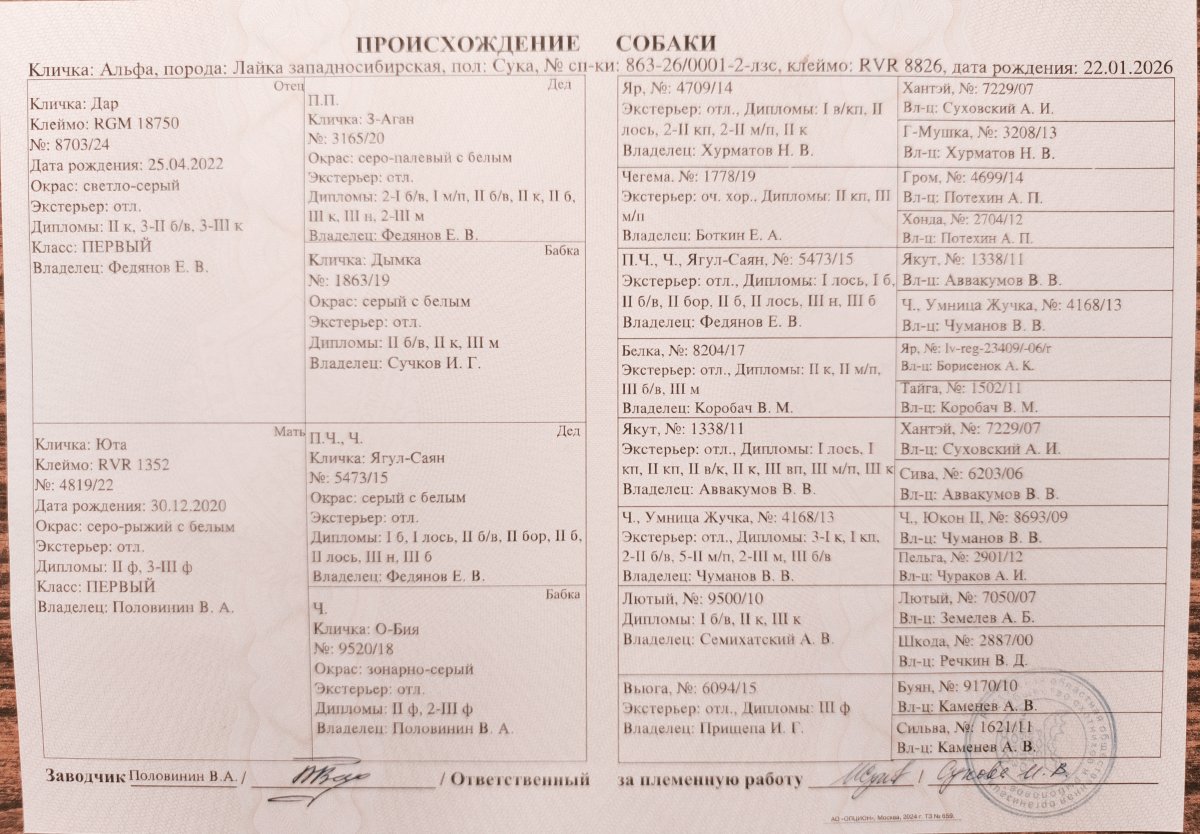 ПРОИСХОЖДЕНИЕ СОБАКИ
Кличка: Альфа, порода: Лайка западносибирская, пол: Сука, № сп-ки: 863-26/0001-2-лзс, клеймо: RVR 8826, дата рождения: 22.01.2026
Отец
Кличка: Дар
Клеймо: RGM 18750
№: 8703/24
Дата рождения: 25.04.2022
Окрас: светло-серый
Экстерьер: отл.
Дипломы: II к, 3-II б/в, 3-III к
Класс: ПЕРВЫЙ
Владелец: Федянов Е. В.
Мать
Кличка: Юта
Клеймо: RVR 1352
№: 4819/22
Дата рождения: 30.12.2020
Окрас: серо-рыжий с белым
Экстерьер: отл.
Дипломы: II ф, 3-III ф
Класс: ПЕРВЫЙ
Владелец: Половинин В. А.
Дед
П.П.
Кличка: З-Аган
№: 3165/20
Окрас: серо-палевый с белым
Экстерьер: отл.
Дипломы: 2-I б/в, I м/п, II б/в, II к, II б,
III к, III н, 2-III м
Владелец: Федянов Е. В.
Бабка
Кличка: Дымка
№: 1863/19
Окрас: серый с белым
Экстерьер: отл.
Дипломы: II б/в, II к, III м
Владелец: Сучков И. Г.
Дед
П.Ч., Ч.
Кличка: Ягул-Саян
№: 5473/15
Окрас: серый с белым
Экстерьер: отл.
Дипломы: I б, I лось, II б/в, II бор, II б,
II лось, III н, III б
Владелец: Федянов Е. В.
Бабка
Ч.
Кличка: О-Бия
№: 9520/18
Окрас: зонарно-серый
Экстерьер: отл.
Дипломы: II ф, 2-III ф
Владелец: Половинин В. А.
Яр, №: 4709/14
Экстерьер: отл., Дипломы: I в/кп, II
лось, 2-II кп, 2-II м/п, II к
Владелец: Хурматов Н. В.
Чегема. №: 1778/19
Экстерьер: оч. хор., Дипломы: II кп, III
м/п
Владелец: Боткин Е. А.
П.Ч., Ч., Ягул-Саян, №: 5473/15
Экстерьер: отл., Дипломы: I лось, I б,
II б/в, II бор, II б, II лось, III н, III б
Владелец: Федянов Е. В.
Белка, №: 8204/17
Экстерьер: отл., Дипломы: II к, II м/п,
III б/в, III м
Владелец: Коробач В. М.
Якут, №: 1338/11
Экстерьер: отл., Дипломы: I лось, I
кп, II кп, II в/к, II к, III вп, III м/п, III к
Владелец: Аввакумов В. В.
Ч., Умница Жучка, №: 4168/13
Экстерьер: отл., Дипломы: 3-I к, I кп,
2-II б/в, 5-II м/п, 2-III м, III б/в
Владелец: Чуманов В. В.
Лютый, №: 9500/10
Дипломы: I б/в, II к, III к
Владелец: Семихатский А. В.
Вьюга, №: 6094/15
Экстерьер: отл., Дипломы: III ф
Владелец: Прищепа И. Г.
Хантэй, №: 7229/07
Вл-ц: Суховский А. И.
Г-Мушка, №: 3208/13
Вл-ц: Хурматов Н. В.
Гром, №: 4699/14
Вл-ц: Потехин А. П.
Хонда, №: 2704/12
Вл-ц: Потехин А. П.
Якут, №: 1338/11
Вл-ц: Аввакумов В. В.
Ч., Умница Жучка, №: 4168/13
Вл-ц: Чуманов В. В.
Яр, №: lv-reg-23409/-06/r
Вл-ц: Борисенок А. К.
Тайга, №: 1502/11
Вл-ц: Коробач В. М.
Хантэй, №: 7229/07
Вл-ц: Суховский А. И.
Сива, №: 6203/06
Вл-ц: Аввакумов В. В.
Ч., Юкон II, №: 8693/09
Вл-ц: Чуманов В. В.
Пельга, №: 2901/12
Вл-ц: Чураков А. И.
Лютый, №: 7050/07
Вл-ц: Земелев А. Б.
Шкода, №: 2887/00
Вл-ц: Речкин В. Д.
Буян, №: 9170/10
Вл-ц: Каменев А. В.
Сильва, №: 1621/11
Вл-ц: Каменев А. В.
Заводчик Половинин В.А. / / Ответственный за племенную работу /
АО «ОПЦИОН», Москва, 2024 г. ТЗ № 659.